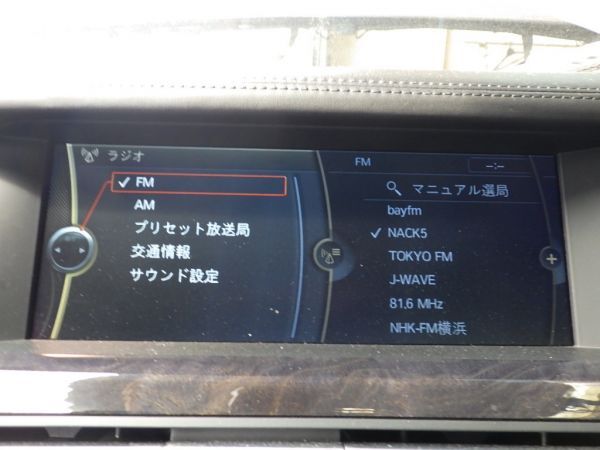 ラジオ
FM
AM
プリセット放送局
交通情報
サウンド設定
FM
--:--
マニュアル選局
bayfm
NACK5
TOKYO FM
J-WAVE
81.6 MHz
NHK-FM横浜